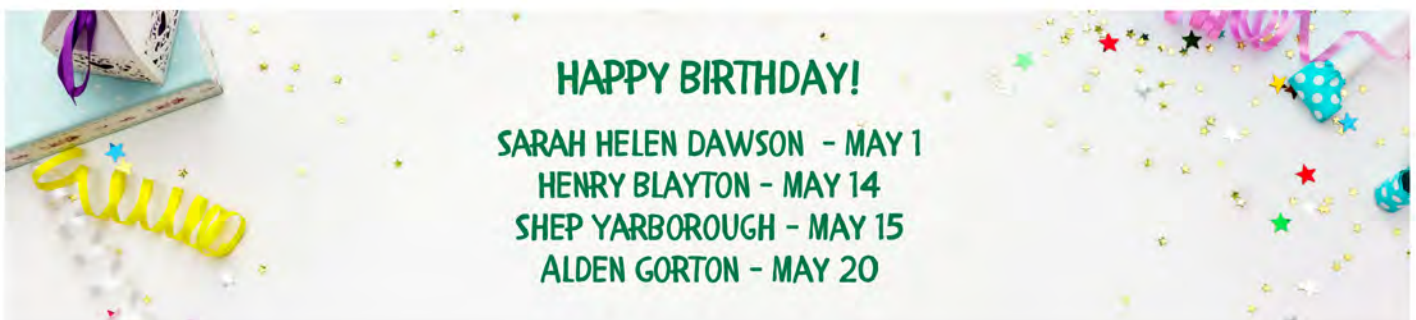 HAPPY BIRTHDAY!
SARAH HELEN DAWSON - MAY 1
HENRY BLAYTON - MAY 14
SHEP YARBOROUGH - MAY 15
ALDEN GORTON - MAY 20